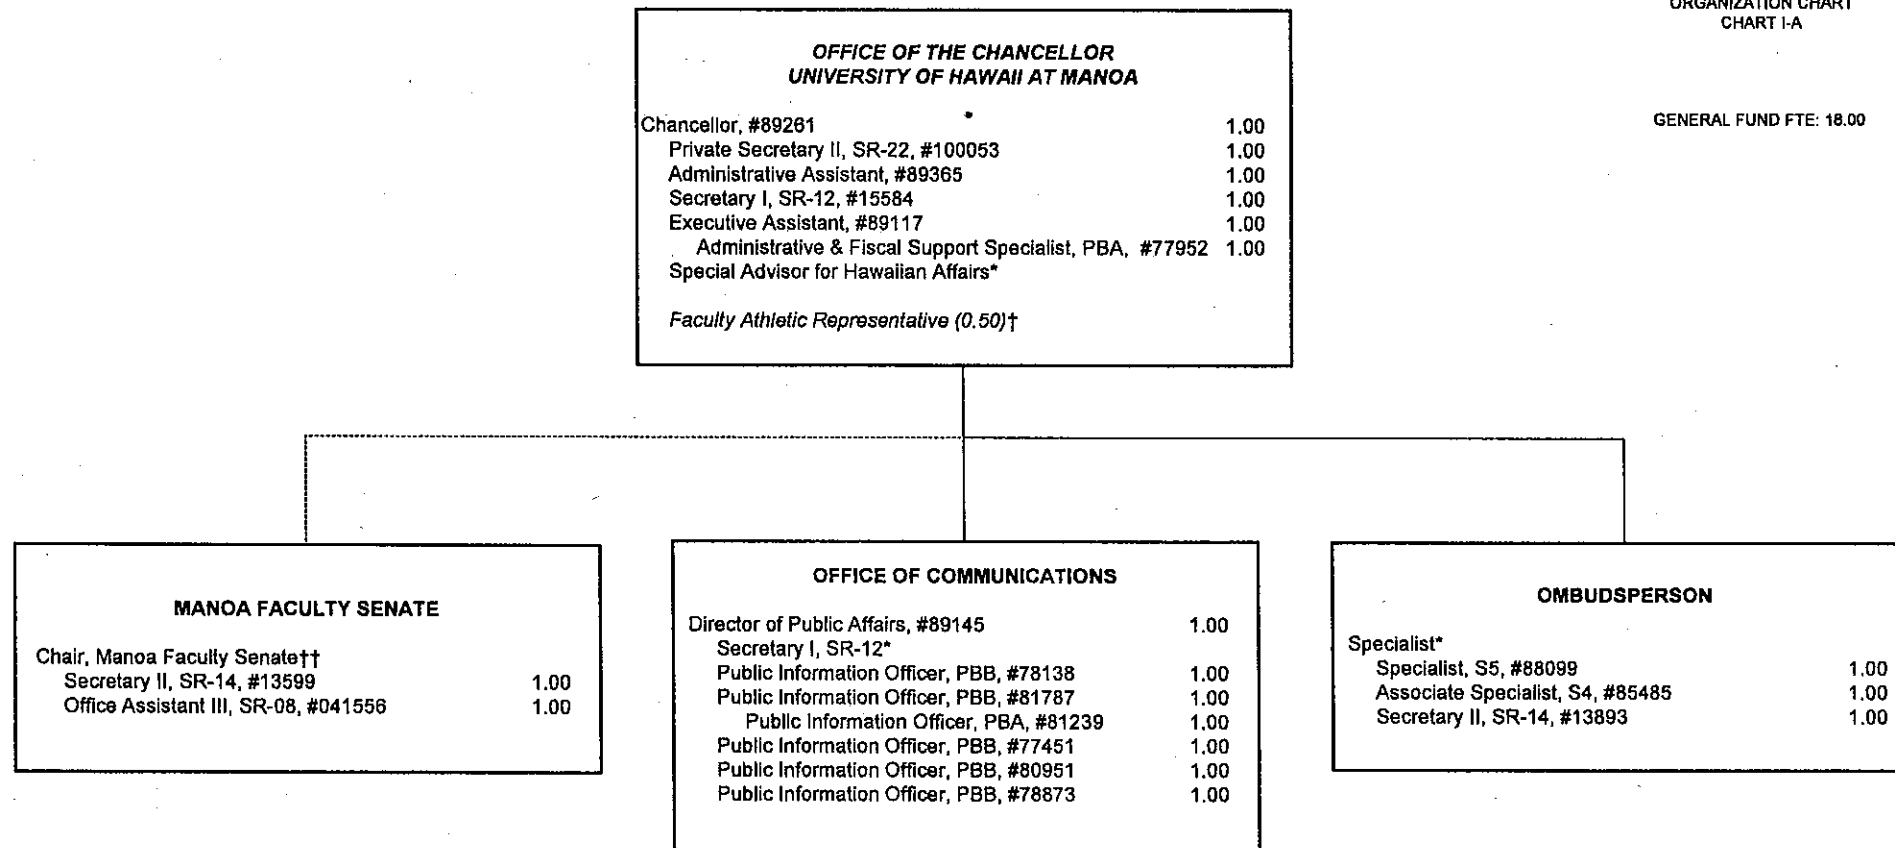 ORGANIZATION CHART
CHART I-A
GENERAL FUND FTE: 18.00
OFFICE OF THE CHANCELLOR
UNIVERSITY OF HAWAII AT MANOA
Chancellor, #89261 1.00
Private Secretary II, SR-22, #100053 1.00
Administrative Assistant, #89365 1.00
Secretary I, SR-12, #15584 1.00
Executive Assistant, #89117 1.00
Administrative & Fiscal Support Specialist, PBA, #77952 1.00
Special Advisor for Hawaiian Affairs*
Faculty Athletic Representative (0.50)†
MANOA FACULTY SENATE
Chair, Manoa Faculty Senate††
Secretary II, SR-14, #13599 1.00
Office Assistant III, SR-08, #041556 1.00
OFFICE OF COMMUNICATIONS
Director of Public Affairs, #89145 1.00
Secretary I, SR-12*
Public Information Officer, PBB, #78138 1.00
Public Information Officer, PBB, #81787 1.00
Public Information Officer, PBA, #81239 1.00
Public Information Officer, PBB, #77451 1.00
Public Information Officer, PBB, #80951 1.00
Public Information Officer, PBB, #78873 1.00
OMBUDSPERSON
Specialist*
Specialist, S5, #88099 1.00
Associate Specialist, S4, #85485 1.00
Secretary II, SR-14, #13893 1.00